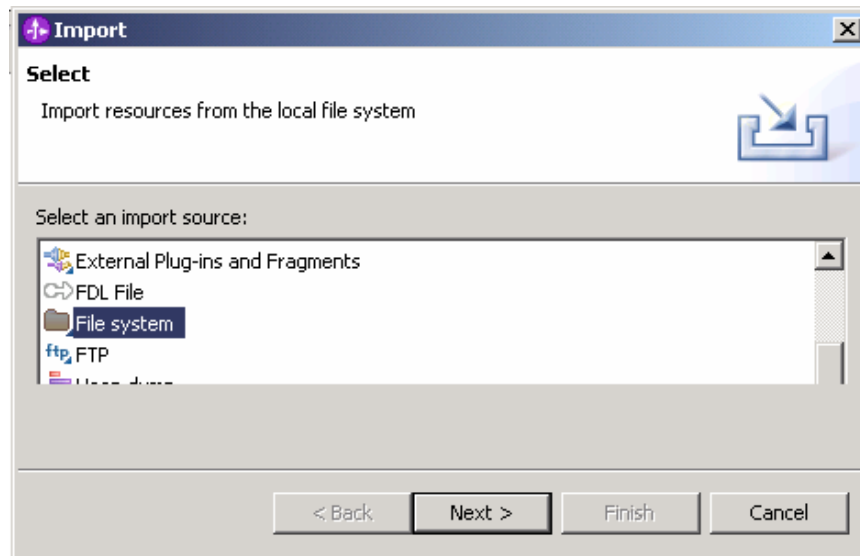 Import
Select
Import resources from the local file system
Select an import source:
External Plug-ins and Fragments
FDL File
File system
ftp FTP
< Back Next > Finish Cancel